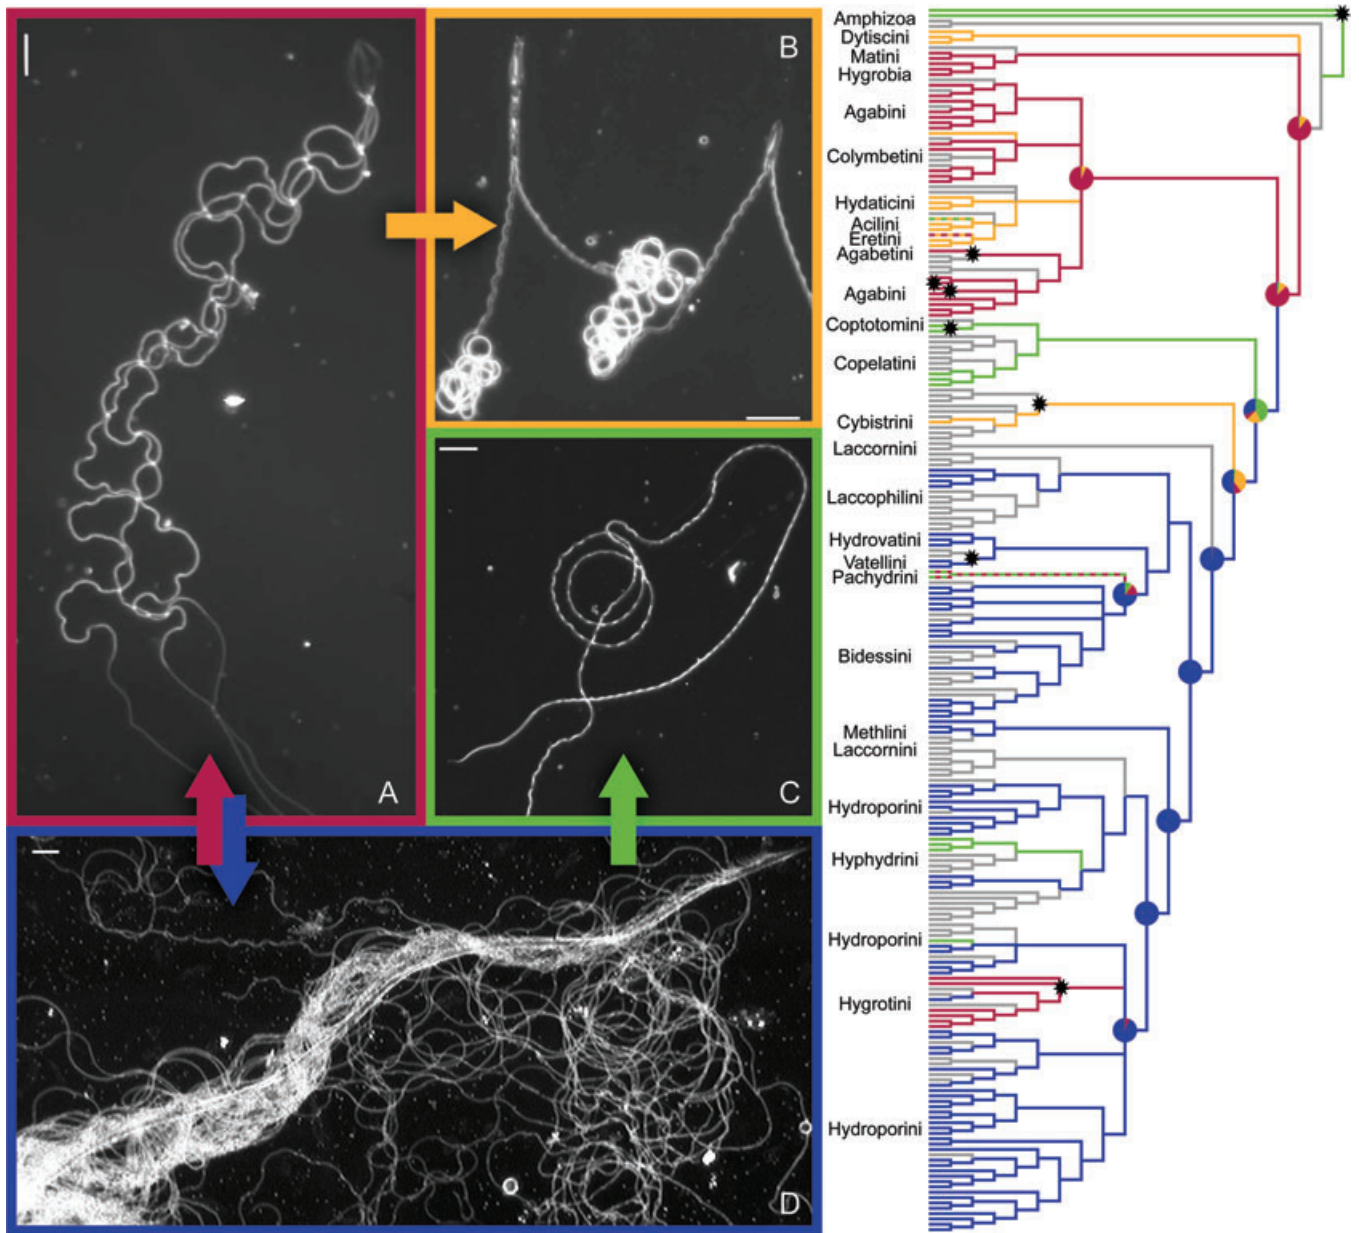 A
B
C
D
Amphizoa
Dytiscini
Matini
Hygrobia
Agabini
Colymbetini
Hydaticini
Acilini
Eretini
Agabetini
Agabini
Coptotomini
Copelatini
Cybistrini
Laccornini
Laccophilini
Hydrovatini
Vatellini
Pachydrini
Bidessini
Methlini
Laccornini
Hydroporini
Hyphydrini
Hydroporini
Hygrotini
Hydroporini